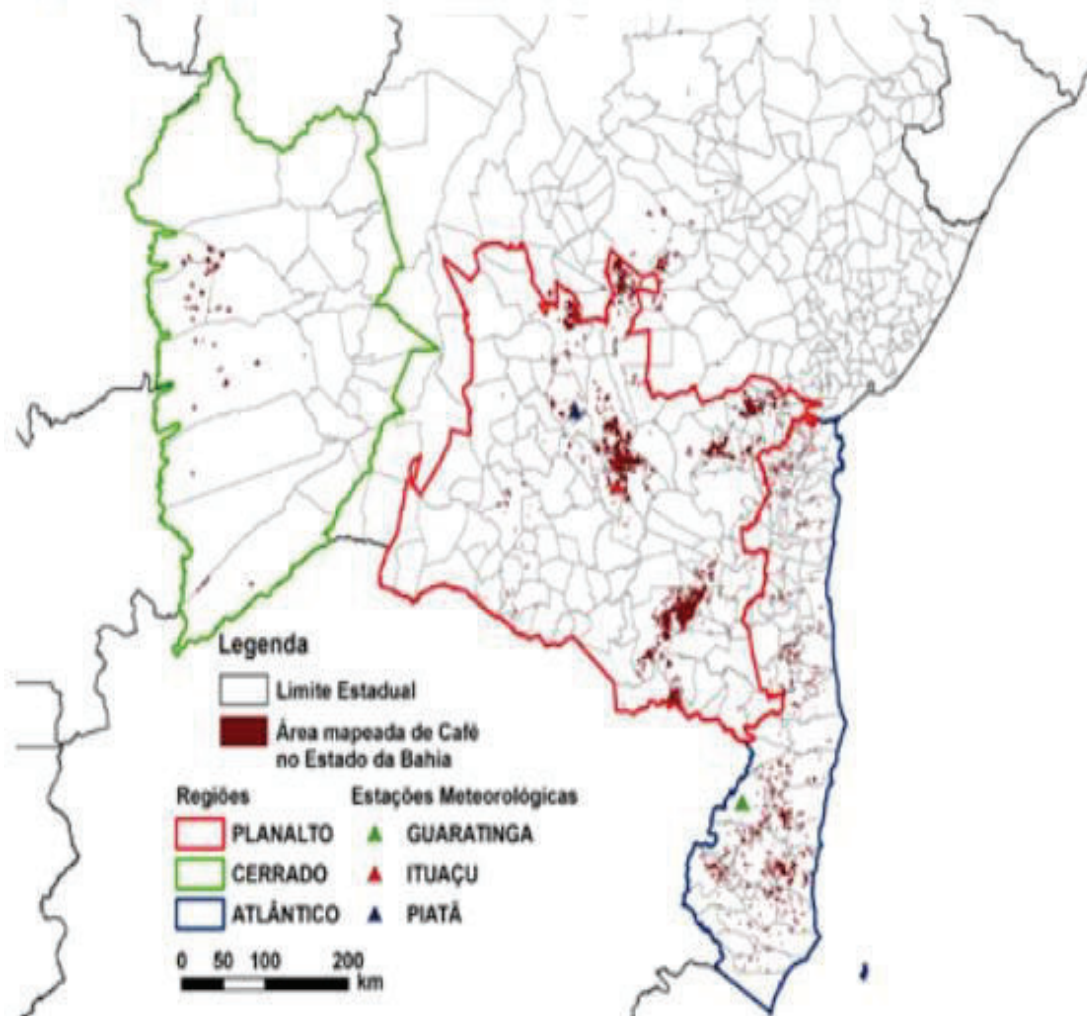 Legenda
Limite Estadual
Área mapeada de Café
no Estado da Bahia
Regiões Estações Meteorológicas
PLANALTO GUARATINGA
CERRADO ITUAÇU
ATLÂNTICO PIATÃ
0 50 100 200
km